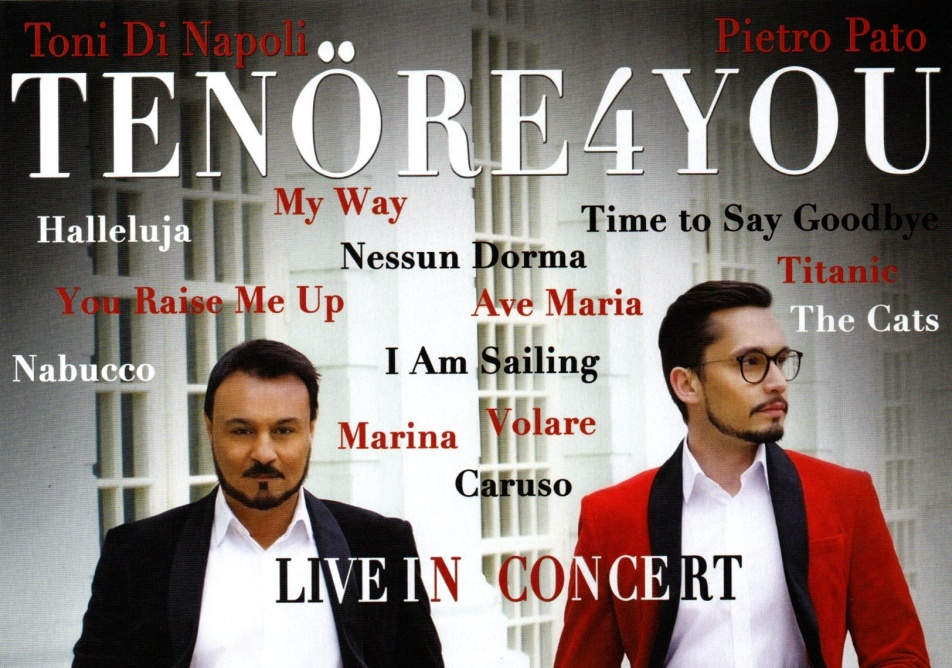 Toni Di Napoli
Pietro Pato
TENÖRE4YOU
My Way
Halleluja
Time to Say Goodbye
Nessun Dorma
Titanic
You Raise Me Up
Ave Maria
The Cats
I Am Sailing
Nabucco
Volare
Marina
Caruso
LIVE IN CONCERT